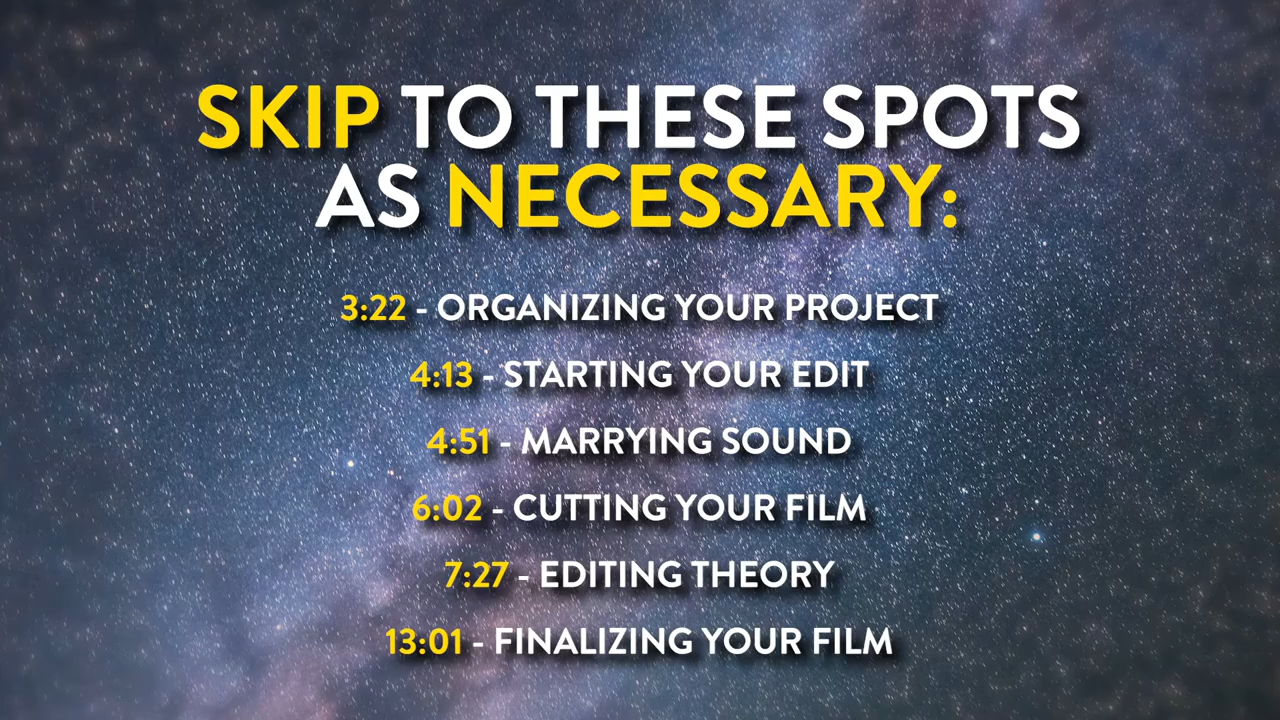 SKIP TO THESE SPOTS
AS NECESSARY:
3:22 - ORGANIZING YOUR PROJECT
4:13 - STARTING YOUR EDIT
4:51 - MARRYING SOUND
6:02 - CUTTING YOUR FILM
7:27 - EDITING THEORY
13:01 - FINALIZING YOUR FILM